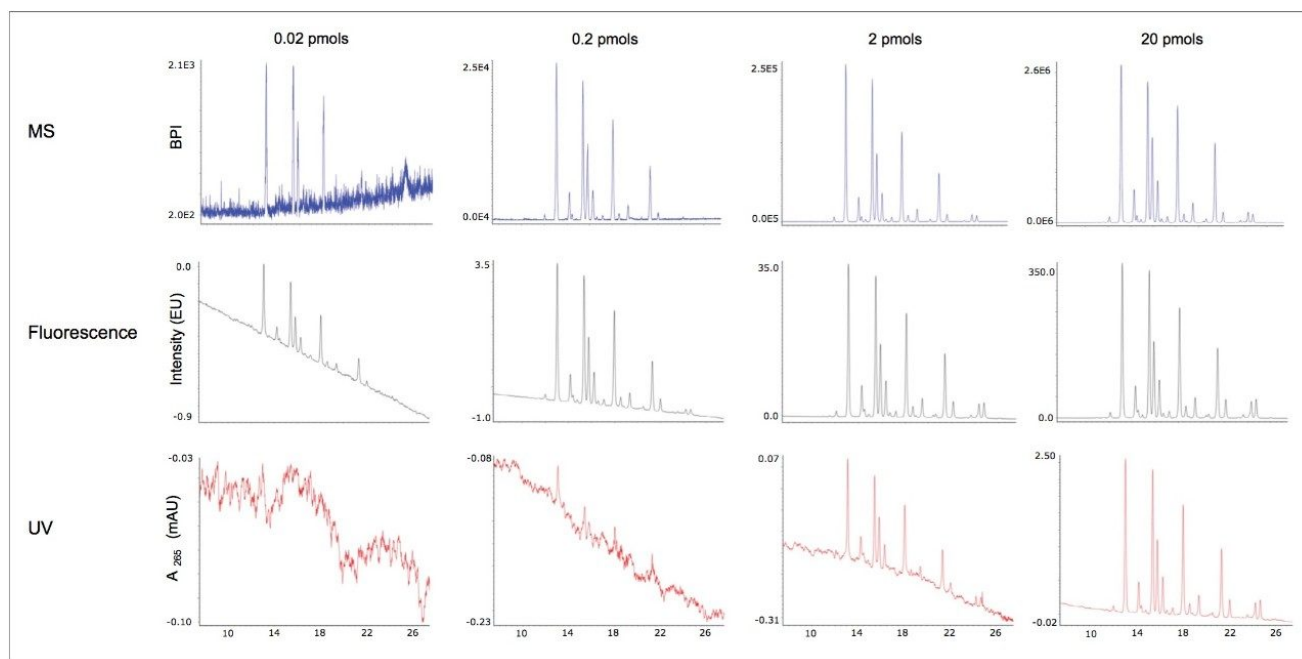 0.02 pmols 0.2 pmols 2 pmols 20 pmols
MS
BPI
2.1E3
2.0E2
2.5E4
0.0E4
2.5E5
0.0E5
2.6E6
0.0E6
Fluorescence
Intensity (EU)
0.0
-0.9
3.5
-1.0
35.0
0.0
350.0
0.0
UV
A 265 (mAU)
-0.03
-0.10
-0.08
-0.23
0.07
-0.31
2.50
-0.02
10 14 18 22 26 10 14 18 22 26 10 14 18 22 26 10 14 18 22 26